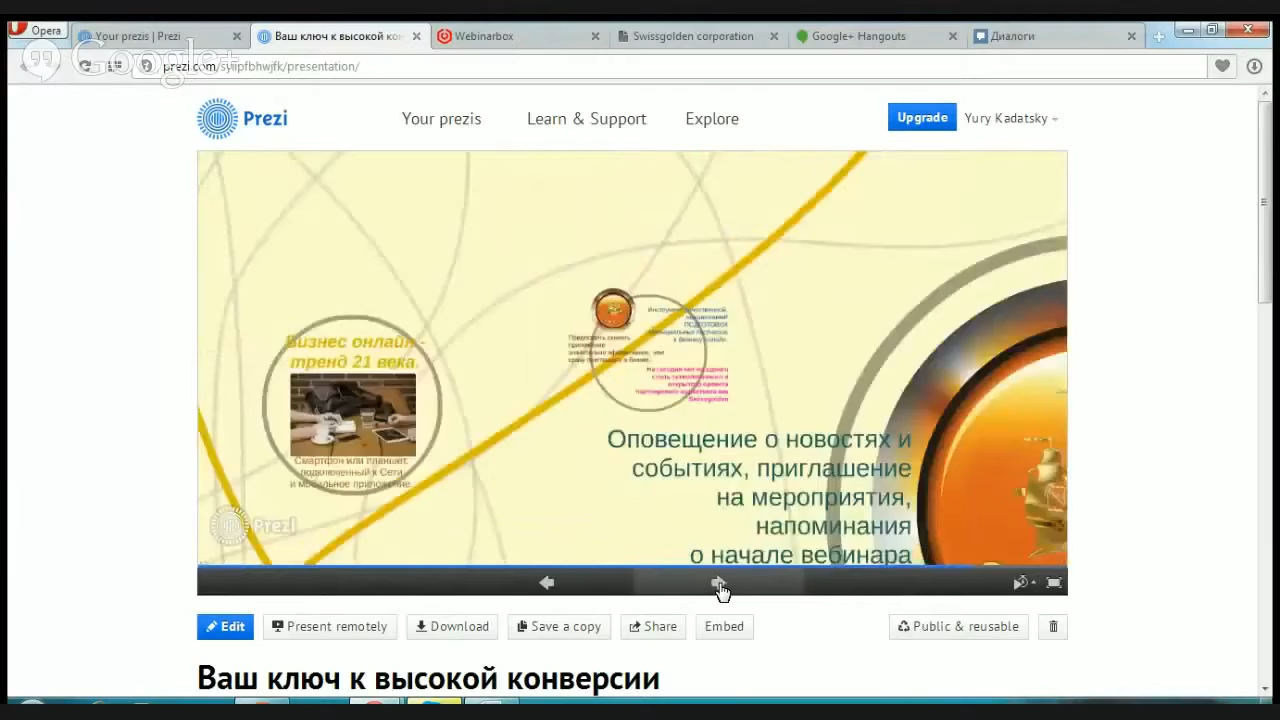 Opera
Your prezis | Prezi
Ваш ключ к высокой кон
Webinarbox
Swissgolden corporation
Google+ Hangouts
Диалоги
Google+
prezi.com/syiipfbhwjfk/presentation/
Prezi
Your prezis
Learn & Support
Explore
Upgrade
Yury Kadatsky
Бизнес онлайн -
тренд 21 века.
Смартфон или планшет,
подключенный к Сети
и мобильное приложение
Оповещение о новостях и
событиях, приглашение
на мероприятия,
напоминания
о начале вебинара
Prezi
Edit
Present remotely
Download
Save a copy
Share
Embed
Public & reusable
Ваш ключ к высокой конверсии